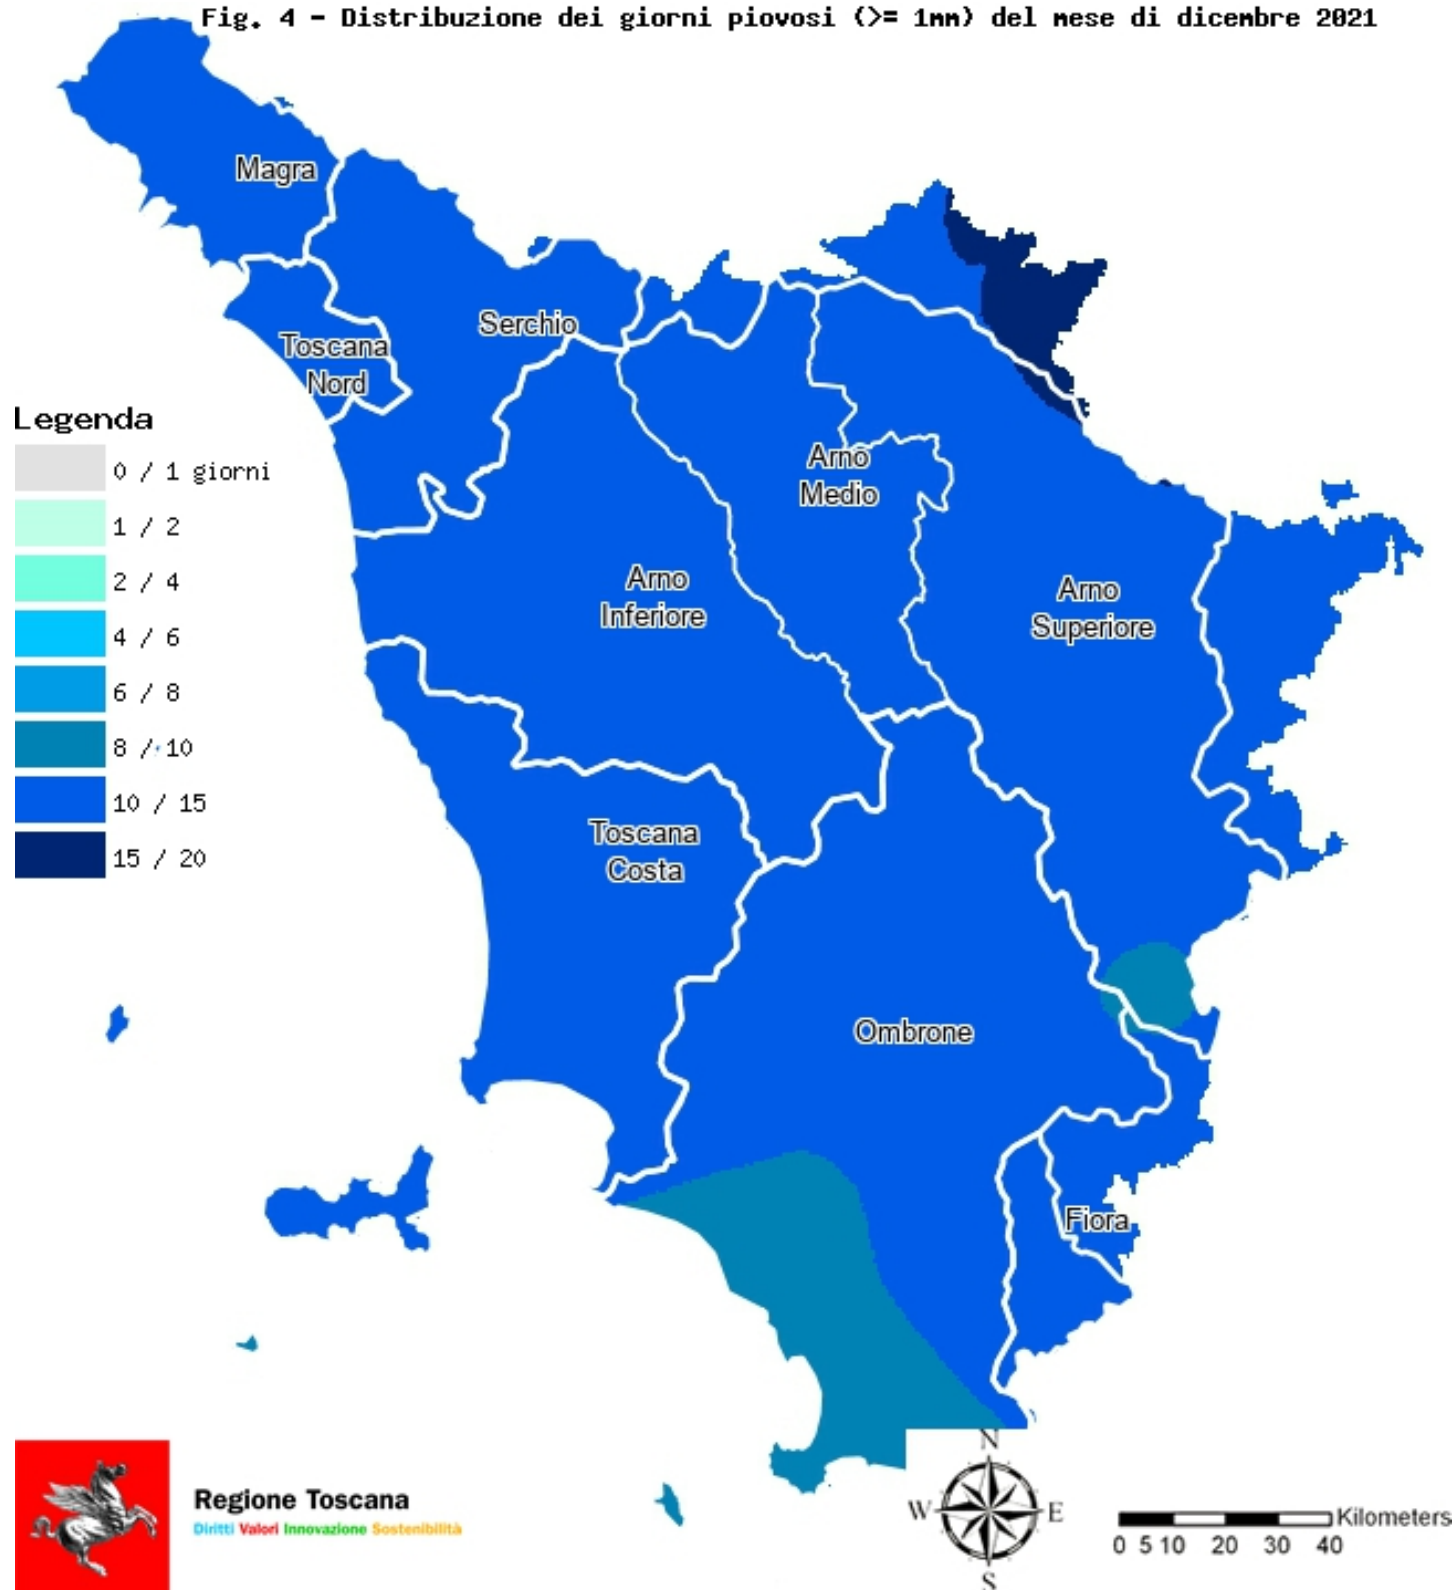 Fig. 4 - Distribuzione dei giorni piovosi (>= 1mm) del mese di dicembre 2021
Magra
Serchio
Toscana
Nord
Legenda
0 / 1 giorni
1 / 2
2 / 4
4 / 6
6 / 8
8 / 10
10 / 15
15 / 20
Arno
Medio
Arno
Inferiore
Arno
Superiore
Toscana
Costa
Ombrone
Fiora
Regione Toscana
Diritti Valori Innovazione Sostenibilità
N
W E
S
Kilometers
0 5 10 20 30 40